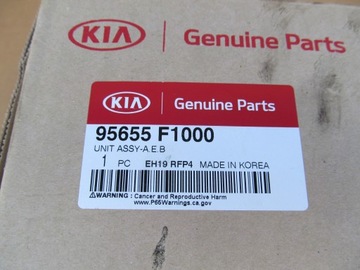 KIA Genuine Parts
KIA Genuine Parts
95655 F1000
UNIT ASSY-A.E.B
1 PC EH19 RFP4 MADE IN KOREA
WARNING: Cancer and Reproductive Harm
www.P65Warnings.ca.gov